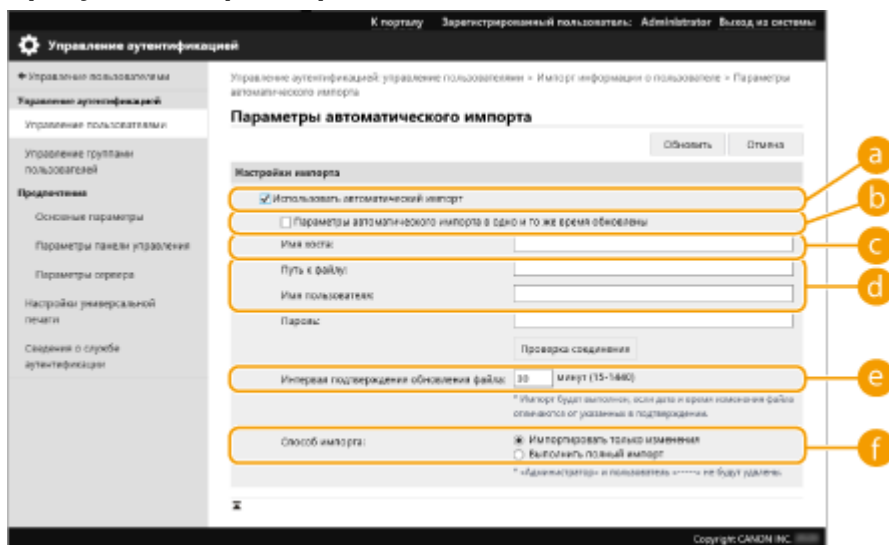 К порталу Зарегистрированный пользователь: Administrator Выход из системы
Управление аутентификацией
Управление пользователями
Управление аутентификацией: управление пользователями > Импорт информации о пользователе > Параметры
автоматического импорта
Управление аутентификацией
Управление пользователями
Управление группами
пользователей
Предпочтения
Основные параметры
Параметры панели управления
Параметры сервера
Настройки универсальной
печати
Сведения о службе
аутентификации
Параметры автоматического импорта
Обновить Отмена
Настройки импорта
Использовать автоматический импорт
Параметры автоматического импорта в одно и то же время обновлены
Имя хоста:
Путь к файлу:
Имя пользователя:
Пароль:
Проверка соединения
Интервал подтверждения обновления файла: 30 минут (15-1440)
* Импорт будет выполнен, если дата и время изменения файла
отличаются от указанных в подтверждении.
Способ импорта: Импортировать только изменения
Выполнить полный импорт
* «Администратор» и пользователь «-----» не будут удалены.
Copyright CANON INC.
a
b
c
d
e
f